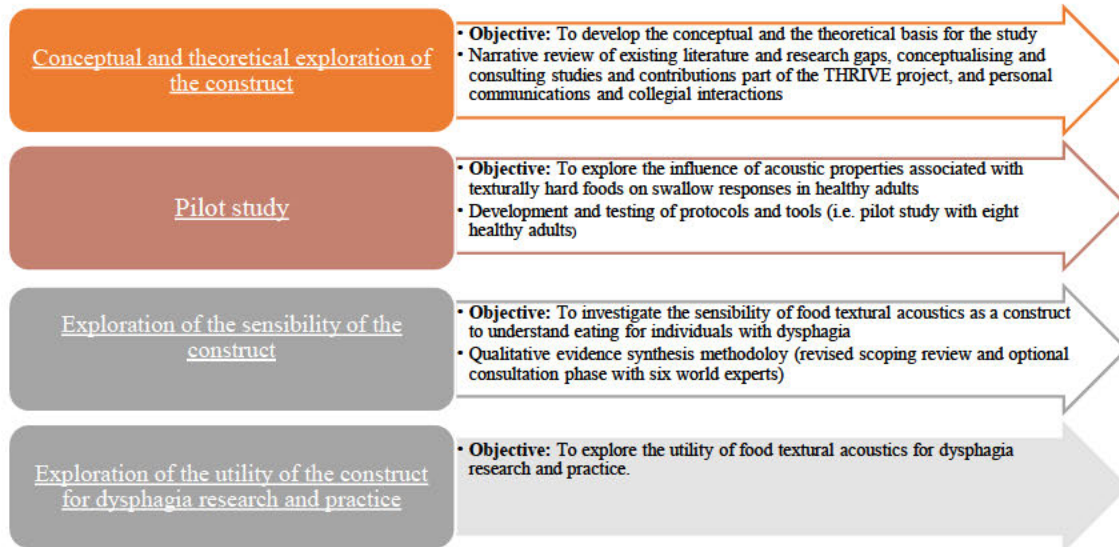 Conceptual and theoretical exploration of
the construct
• Objective: To develop the conceptual and the theoretical basis for the study
• Narrative review of existing literature and research gaps, conceptualising and
consulting studies and contributions part of the THRIVE project, and personal
communications and collegial interactions
Pilot study
• Objective: To explore the influence of acoustic properties associated with
texturally hard foods on swallow responses in healthy adults
• Development and testing of protocols and tools (i.e. pilot study with eight
healthy adults)
Exploration of the sensibility of the
construct
• Objective: To investigate the sensibility of food textural acoustics as a construct
to understand eating for individuals with dysphagia
• Qualitative evidence synthesis methodoloy (revised scoping review and optional
consultation phase with six world experts)
Exploration of the utility of the construct
for dysphagia research and practice
• Objective: To explore the utility of food textural acoustics for dysphagia
research and practice.